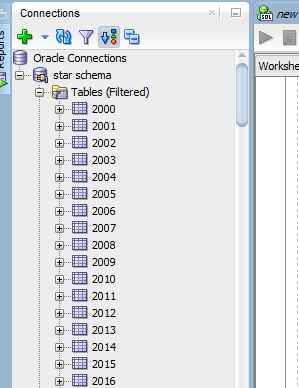 Connections
Reports
new
Oracle Connections
star schema
Tables (Filtered)
2000
2001
2002
2003
2004
2005
2006
2007
2008
2009
2010
2011
2012
2013
2014
2015
2016
SQL
Workshe